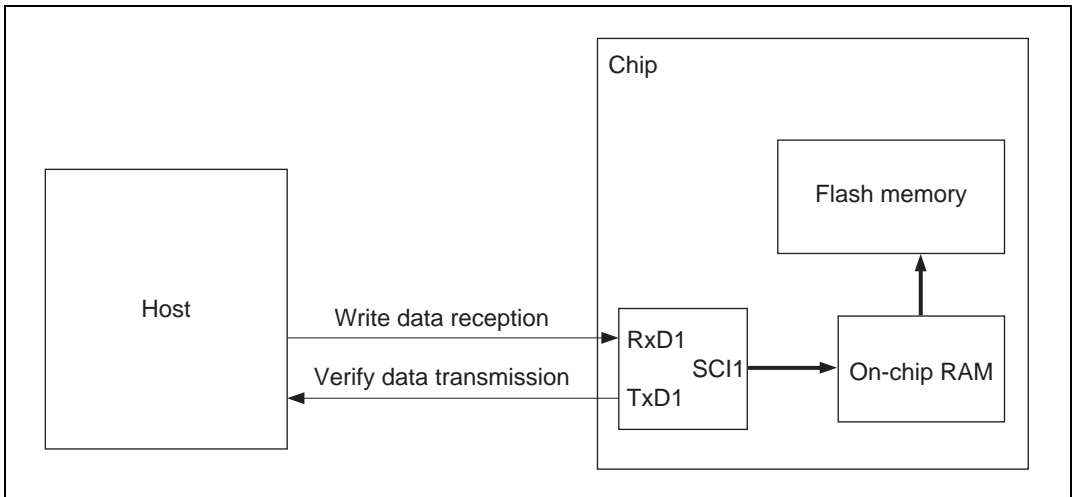 Chip
Flash memory
Host
Write data reception
RxD1
SCI1
On-chip RAM
Verify data transmission
TxD1